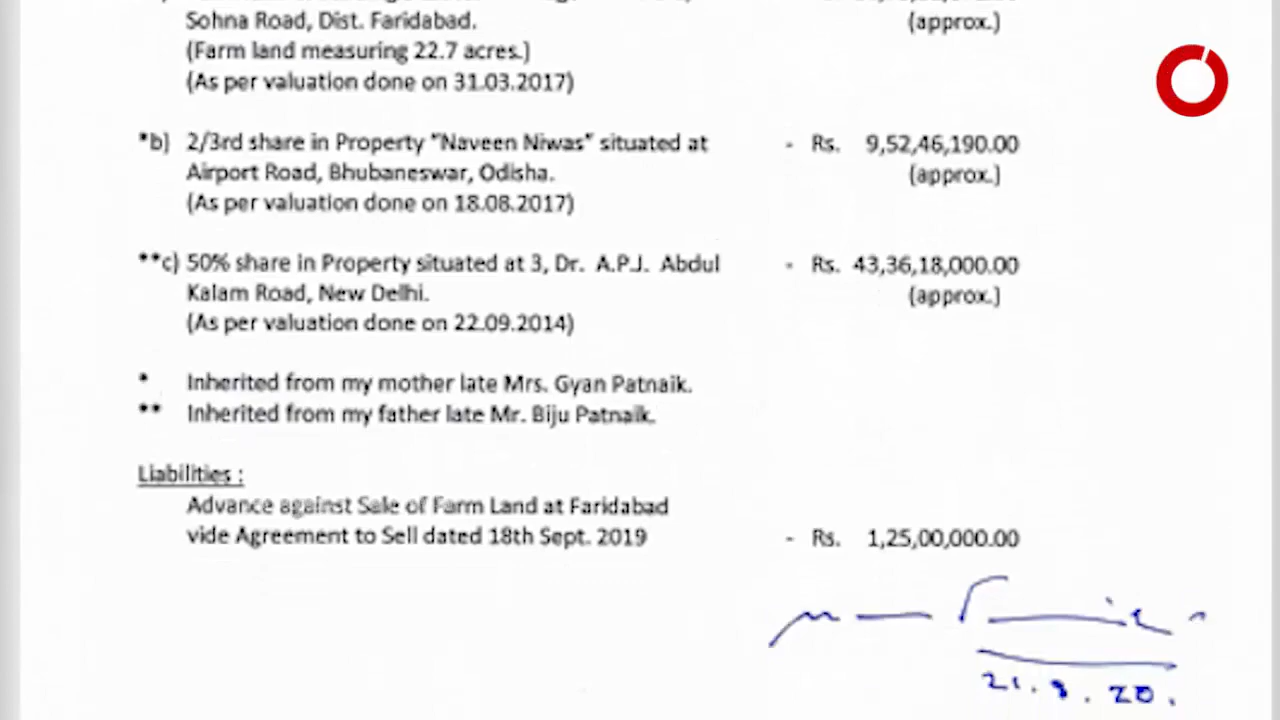 Sohna Road, Dist. Faridabad.
(approx.)
(Farm land measuring 22.7 acres.)
(As per valuation done on 31.03.2017)
*b) 2/3rd share in Property "Naveen Niwas" situated at - Rs. 9,52,46,190.00
Airport Road, Bhubaneswar, Odisha. (approx.)
(As per valuation done on 18.08.2017)
**c) 50% share in Property situated at 3, Dr. A.P.J. Abdul - Rs. 43,36,18,000.00
Kalam Road, New Delhi. (approx.)
(As per valuation done on 22.09.2014)
* Inherited from my mother late Mrs. Gyan Patnaik.
** Inherited from my father late Mr. Biju Patnaik.
Liabilities :
Advance against Sale of Farm Land at Faridabad
vide Agreement to Sell dated 18th Sept. 2019 - Rs. 1,25,00,000.00